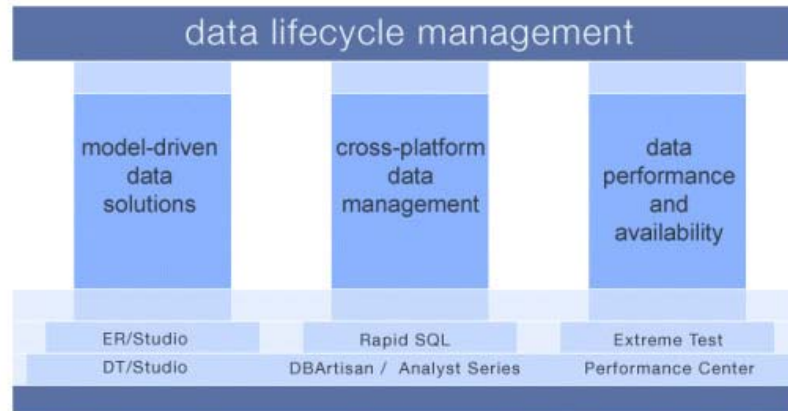 data lifecycle management
model-driven
data
solutions
cross-platform
data
management
data
performance
and
availability
ER/Studio
Rapid SQL
Extreme Test
DT/Studio
DBArtisan / Analyst Series
Performance Center